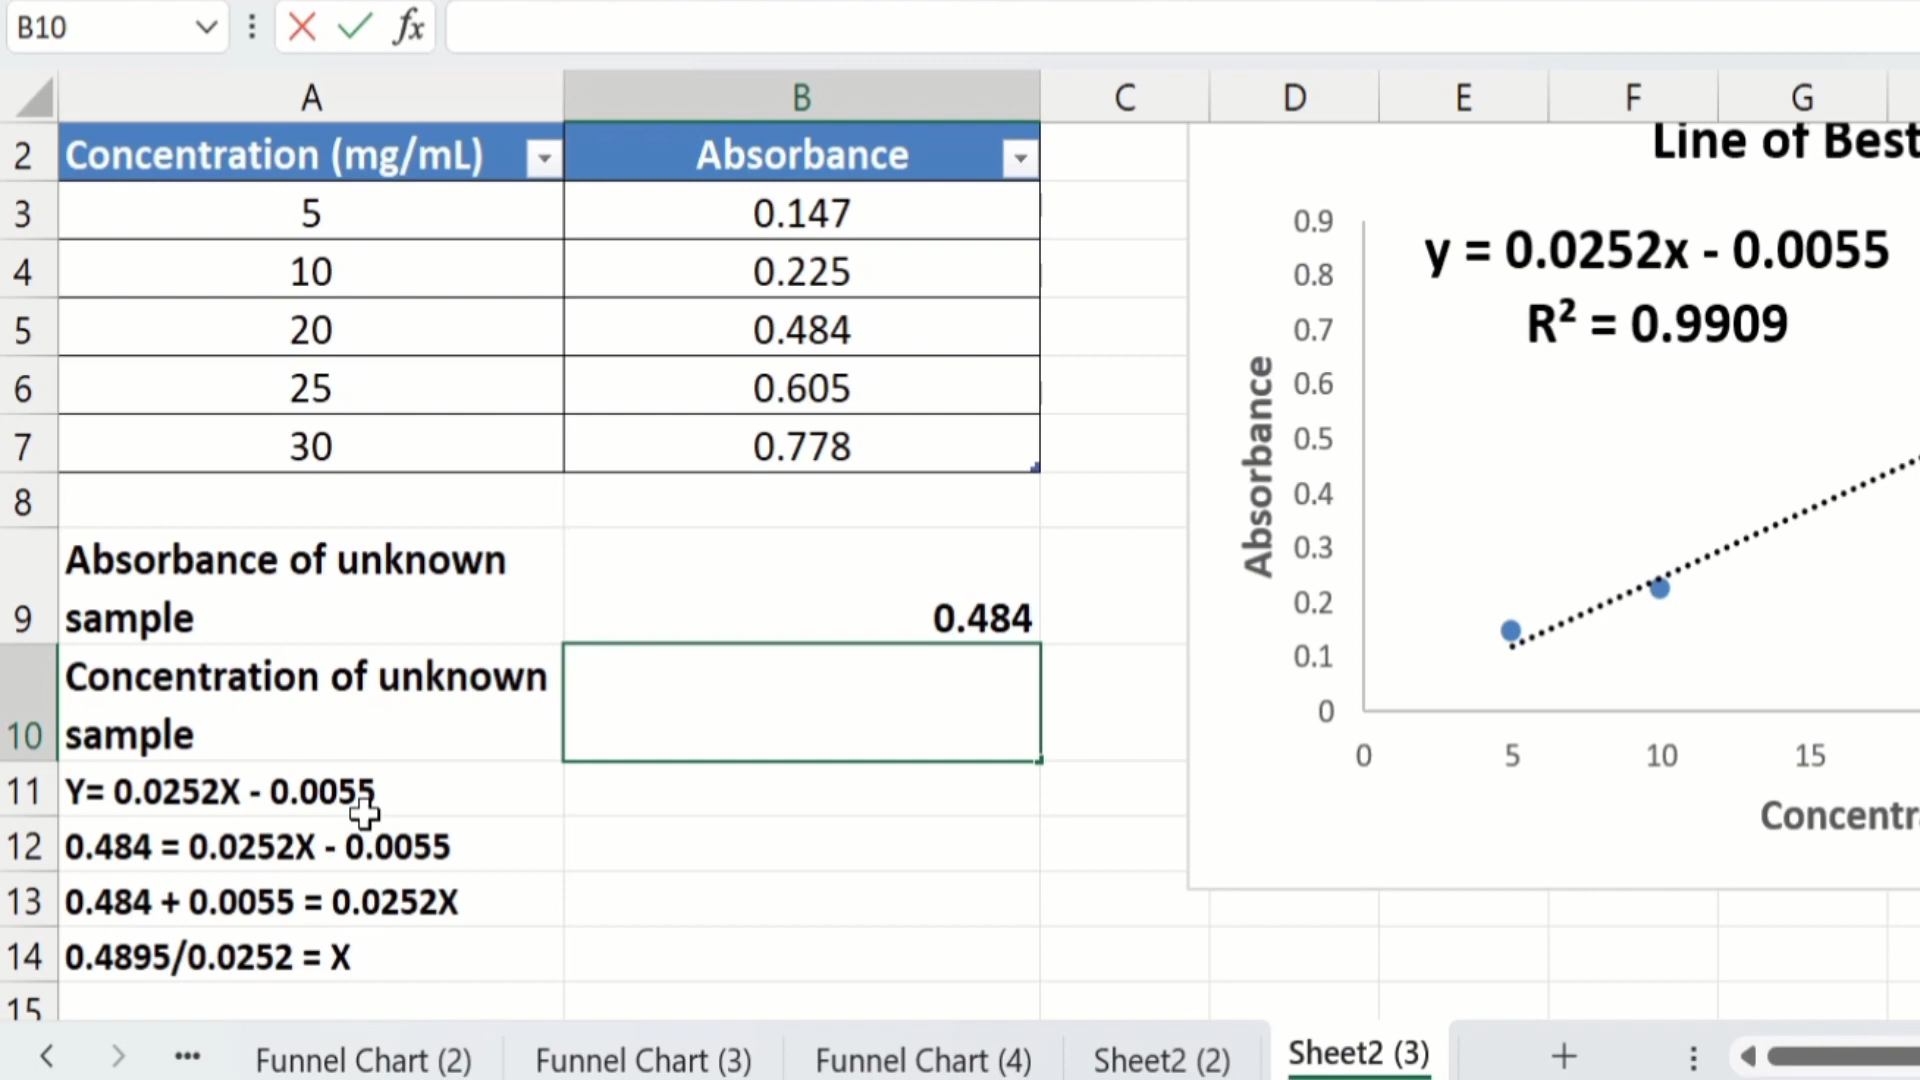 B10
fx
A B C D E F G
2 Concentration (mg/mL) Absorbance
3 5 0.147
4 10 0.225
5 20 0.484
6 25 0.605
7 30 0.778
8
Absorbance of unknown
9 sample 0.484
Concentration of unknown
10 sample
11 Y= 0.0252X - 0.0055
12 0.484 = 0.0252X - 0.0055
13 0.484 + 0.0055 = 0.0252X
14 0.4895/0.0252 = X
15
Line of Best
y = 0.0252x - 0.0055
R² = 0.9909
Absorbance
0.9
0.8
0.7
0.6
0.5
0.4
0.3
0.2
0.1
0
0 5 10 15
Concentr
Funnel Chart (2) Funnel Chart (3) Funnel Chart (4) Sheet2 (2) Sheet2 (3)